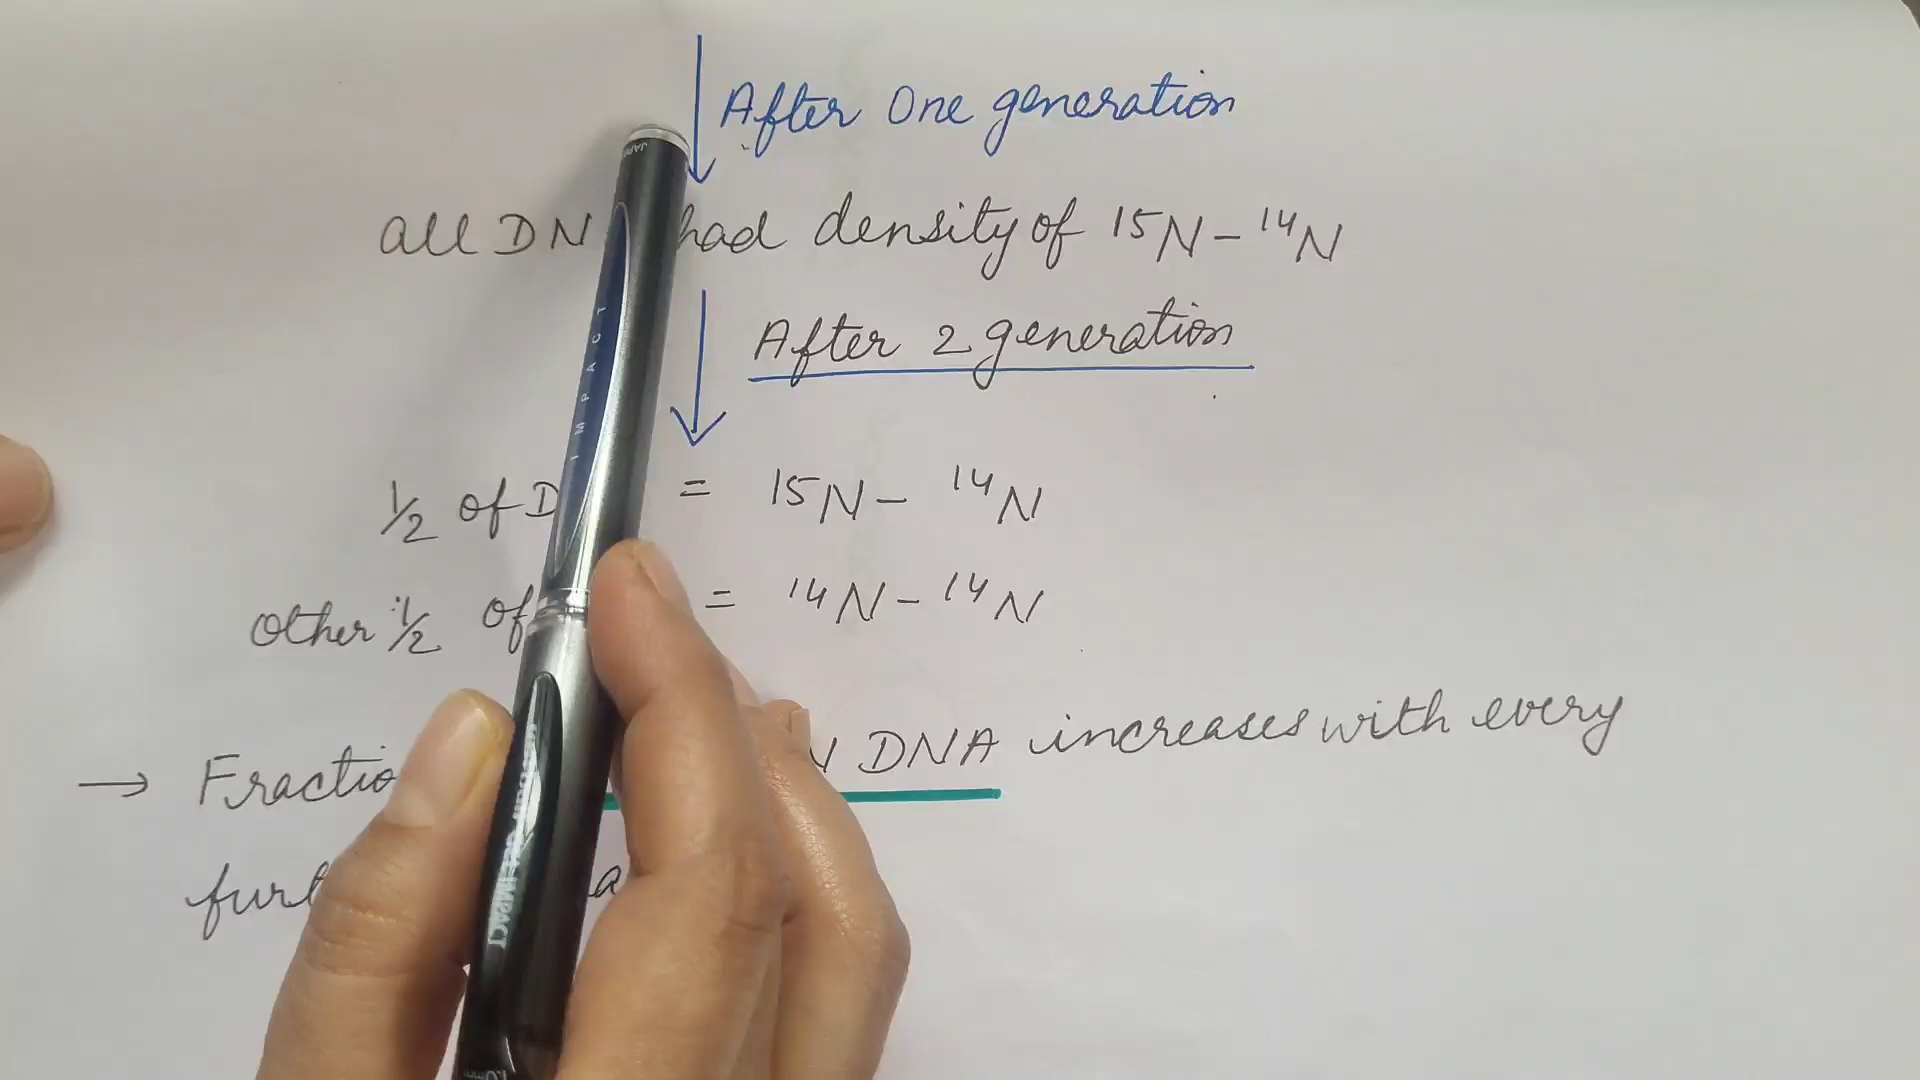 After One generation
all DN had density of ¹⁵N - ¹⁴N
After 2 generation
1/2 of D = ¹⁵N - ¹⁴N
Other 1/2 of = ¹⁴N - ¹⁴N
→ Fractio N DNA increases with every
IMPACT